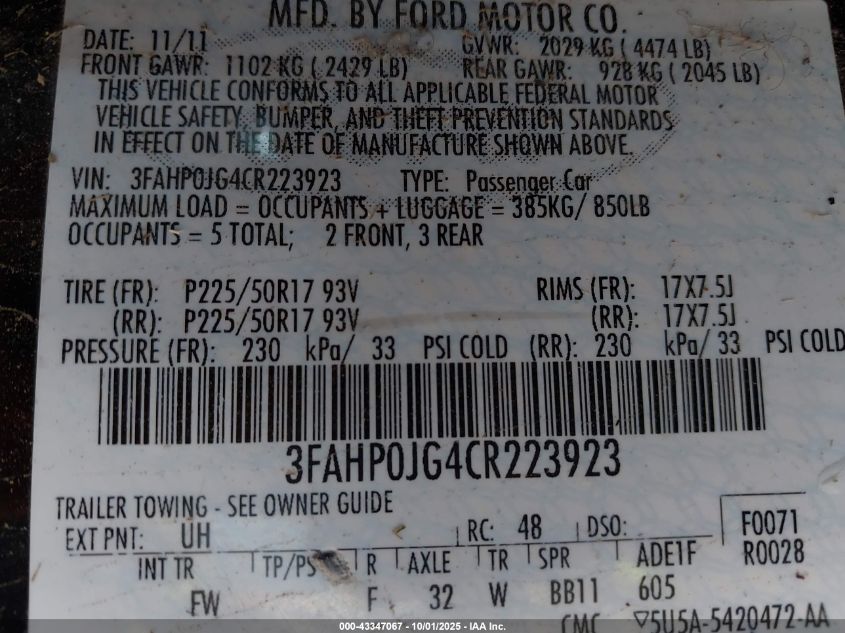 MFD. BY FORD MOTOR CO.
DATE: 11/11 GVWR: 2029 KG ( 4474 LB)
FRONT GAWR: 1102 KG ( 2429 LB) REAR GAWR: 928 KG ( 2045 LB)
THIS VEHICLE CONFORMS TO ALL APPLICABLE FEDERAL MOTOR
VEHICLE SAFETY, BUMPER, AND THEFT PREVENTION STANDARDS
IN EFFECT ON THE DATE OF MANUFACTURE SHOWN ABOVE.
VIN: 3FAHP0JG4CR223923 TYPE: Passenger Car
MAXIMUM LOAD = OCCUPANTS + LUGGAGE = 385KG/ 850LB
OCCUPANTS = 5 TOTAL; 2 FRONT, 3 REAR
TIRE (FR): P225/50R17 93V RIMS (FR): 17X7.5J
(RR): P225/50R17 93V (RR): 17X7.5J
PRESSURE (FR): 230 kPa/ 33 PSI COLD (RR): 230 kPa/ 33 PSI COLD
3FAHP0JG4CR223923
TRAILER TOWING - SEE OWNER GUIDE
EXT PNT: UH RC: 48 DSO: F0071
INT TR TP/PS R AXLE TR SPR ADE1F R0028
FW F 32 W BB11 605
CMC ▽5U5A-5420472-AA
000-43347067 - 10/01/2025 - IAA Inc.